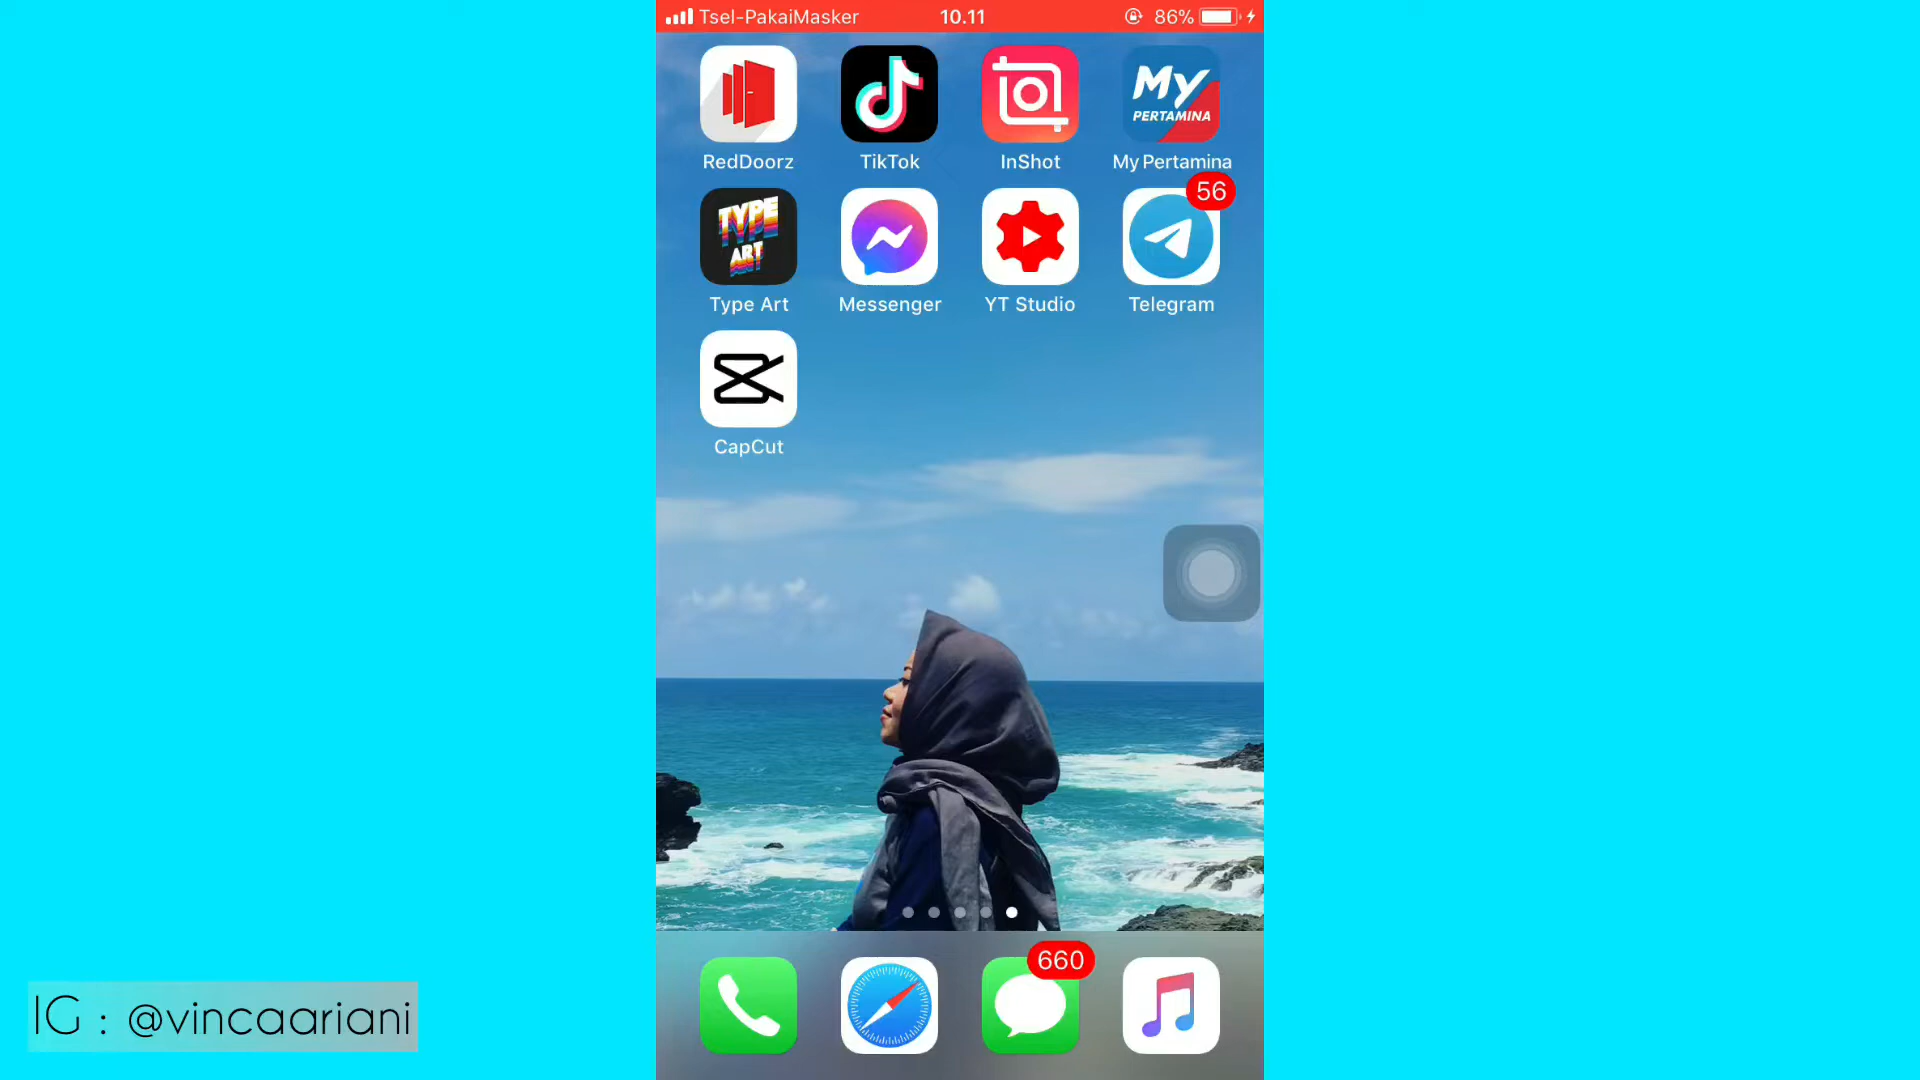 Tsel-PakaiMasker 10.11 86%
My
PERTAMINA
RedDoorz TikTok InShot My Pertamina
56
TYPE
ART
Type Art Messenger YT Studio Telegram
CapCut
660
IG : @vincaariani